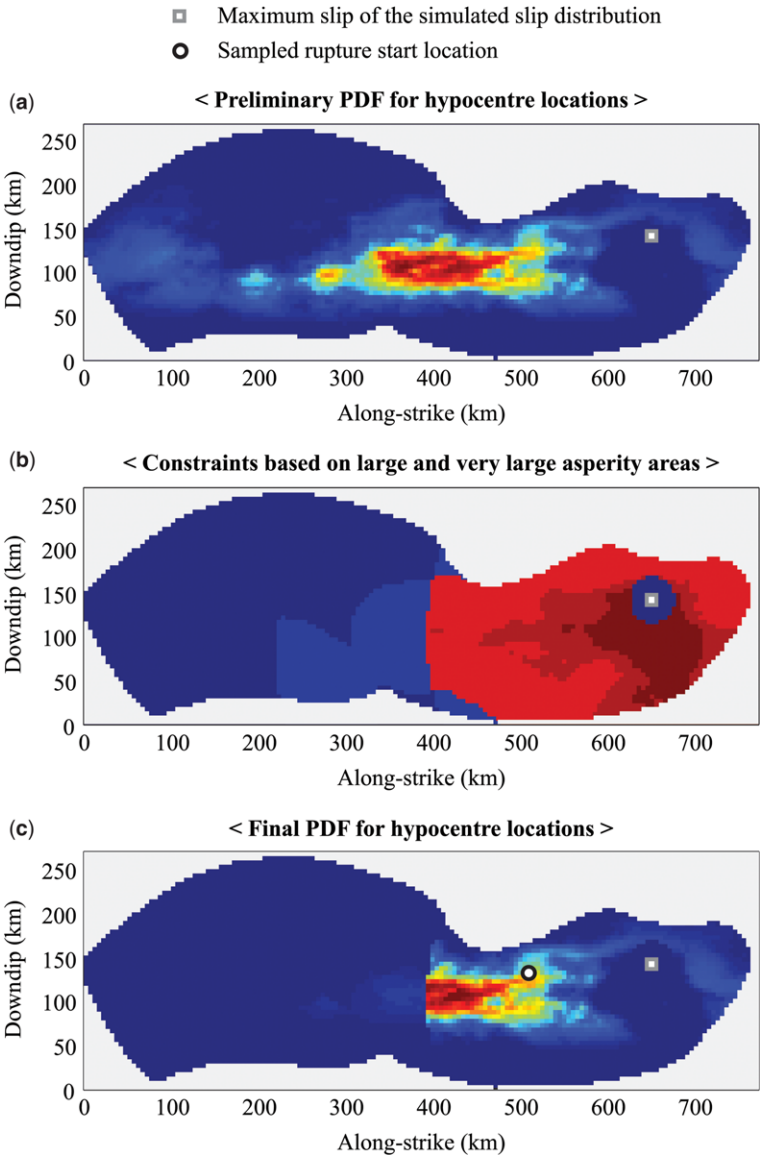 Maximum slip of the simulated slip distribution
Sampled rupture start location
(a) < Preliminary PDF for hypocentre locations >
250
200
150
100
50
0
Downdip (km)
0 100 200 300 400 500 600 700
Along-strike (km)
(b) < Constraints based on large and very large asperity areas >
250
200
150
100
50
0
Downdip (km)
0 100 200 300 400 500 600 700
Along-strike (km)
(c) < Final PDF for hypocentre locations >
250
200
150
100
50
0
Downdip (km)
0 100 200 300 400 500 600 700
Along-strike (km)